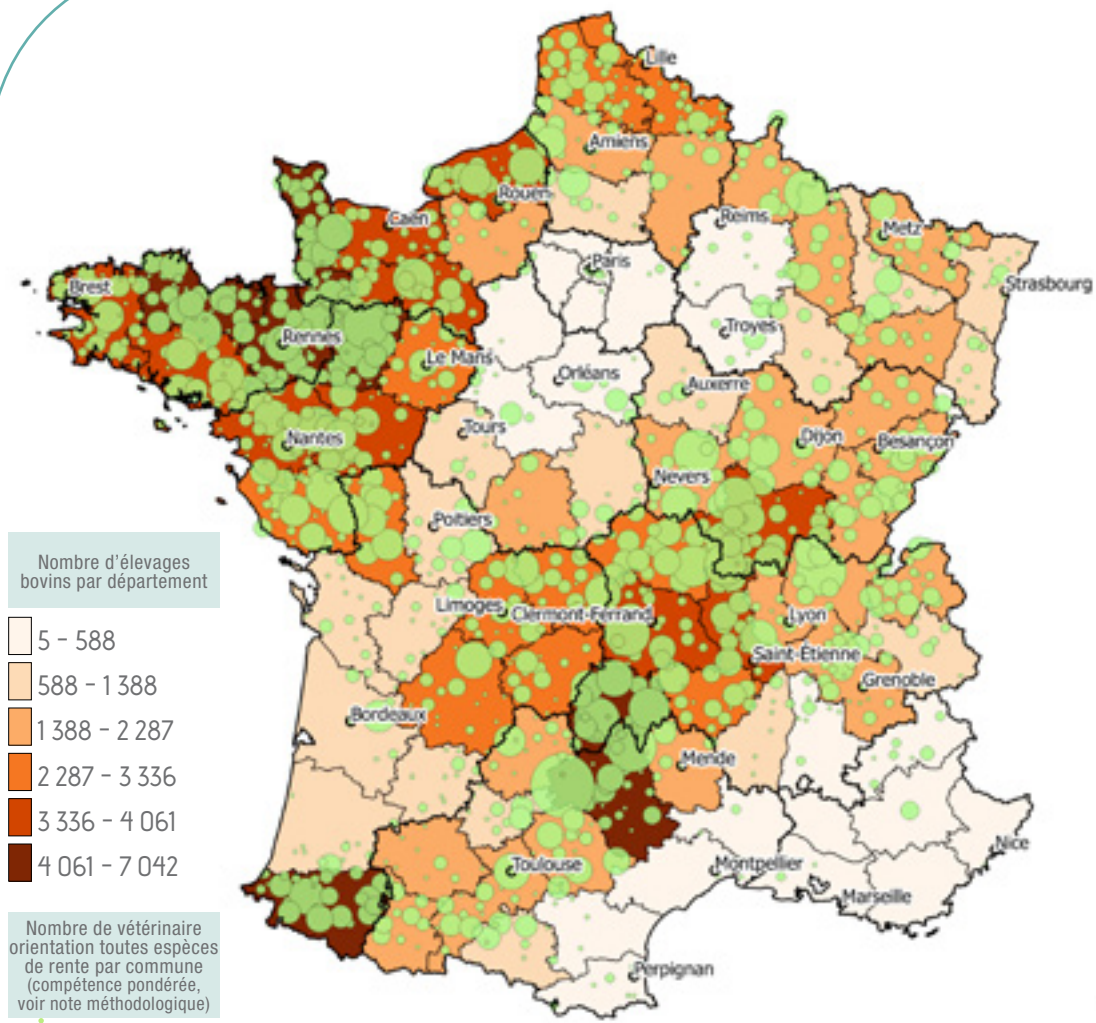 Lille
Amiens
Rouen
Caen
Reims
Metz
Paris
Strasbourg
Brest
Rennes
Troyes
Le Mans
Orléans
Auxerre
Tours
Dijon
Besançon
Nantes
Nevers
Poitiers
Nombre d'élevages
bovins par département
5 – 588
588 – 1 388
1 388 – 2 287
2 287 – 3 336
3 336 – 4 061
4 061 – 7 042
Limoges
Clermont-Ferrand
Lyon
Saint-Étienne
Grenoble
Bordeaux
Mende
Toulouse
Montpellier
Nice
Marseille
Perpignan
Nombre de vétérinaire
orientation toutes espèces
de rente par commune
(compétence pondérée,
voir note méthodologique)